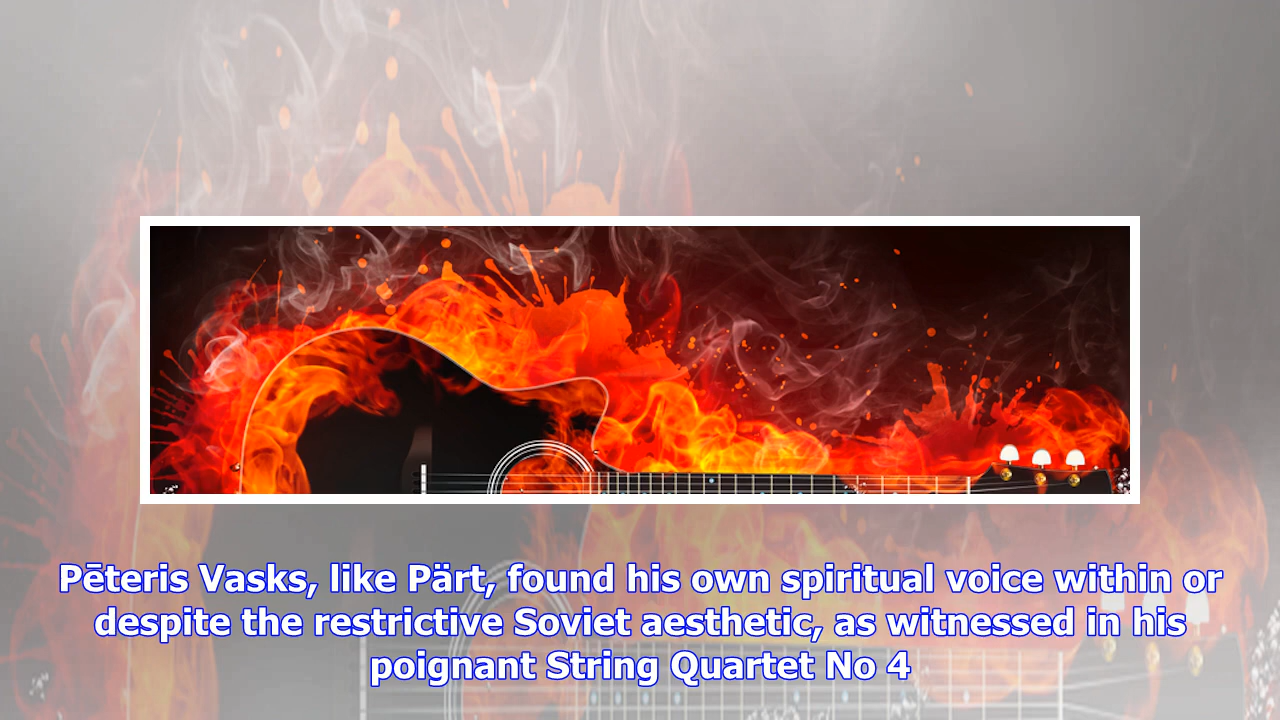 Pēteris Vasks, like Pärt, found his own spiritual voice within or
despite the restrictive Soviet aesthetic, as witnessed in his
poignant String Quartet No 4